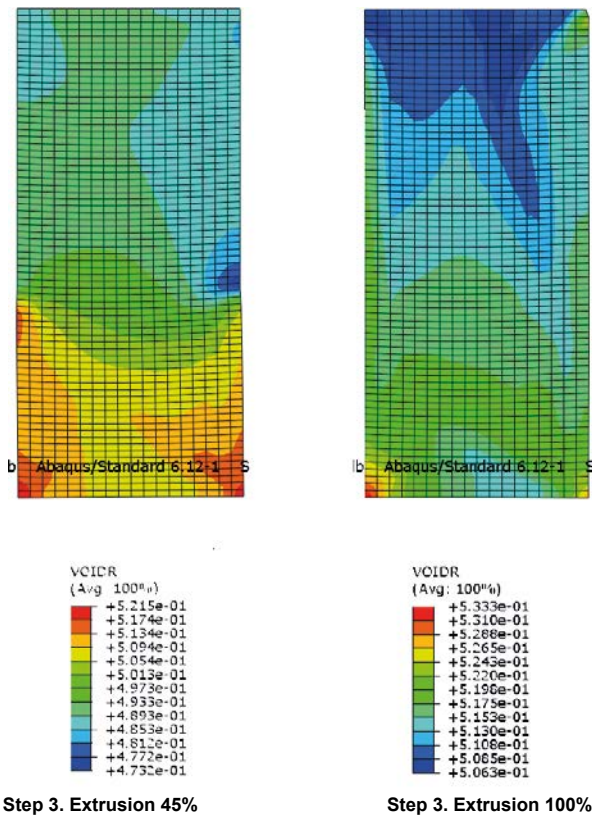 b Abaqus/Standard 6.12-1 S
lb Abaqus/Standard 6.12-1 S
VOIDR
(Avg: 100%)
+5.215e-01
+5.174e-01
+5.134e-01
+5.094e-01
+5.054e-01
+5.013e-01
+4.973e-01
+4.933e-01
+4.893e-01
+4.853e-01
+4.812e-01
+4.772e-01
+4.732e-01
VOIDR
(Avg: 100%)
+5.333e-01
+5.310e-01
+5.288e-01
+5.265e-01
+5.243e-01
+5.220e-01
+5.198e-01
+5.175e-01
+5.153e-01
+5.130e-01
+5.108e-01
+5.085e-01
+5.063e-01
Step 3. Extrusion 45%
Step 3. Extrusion 100%